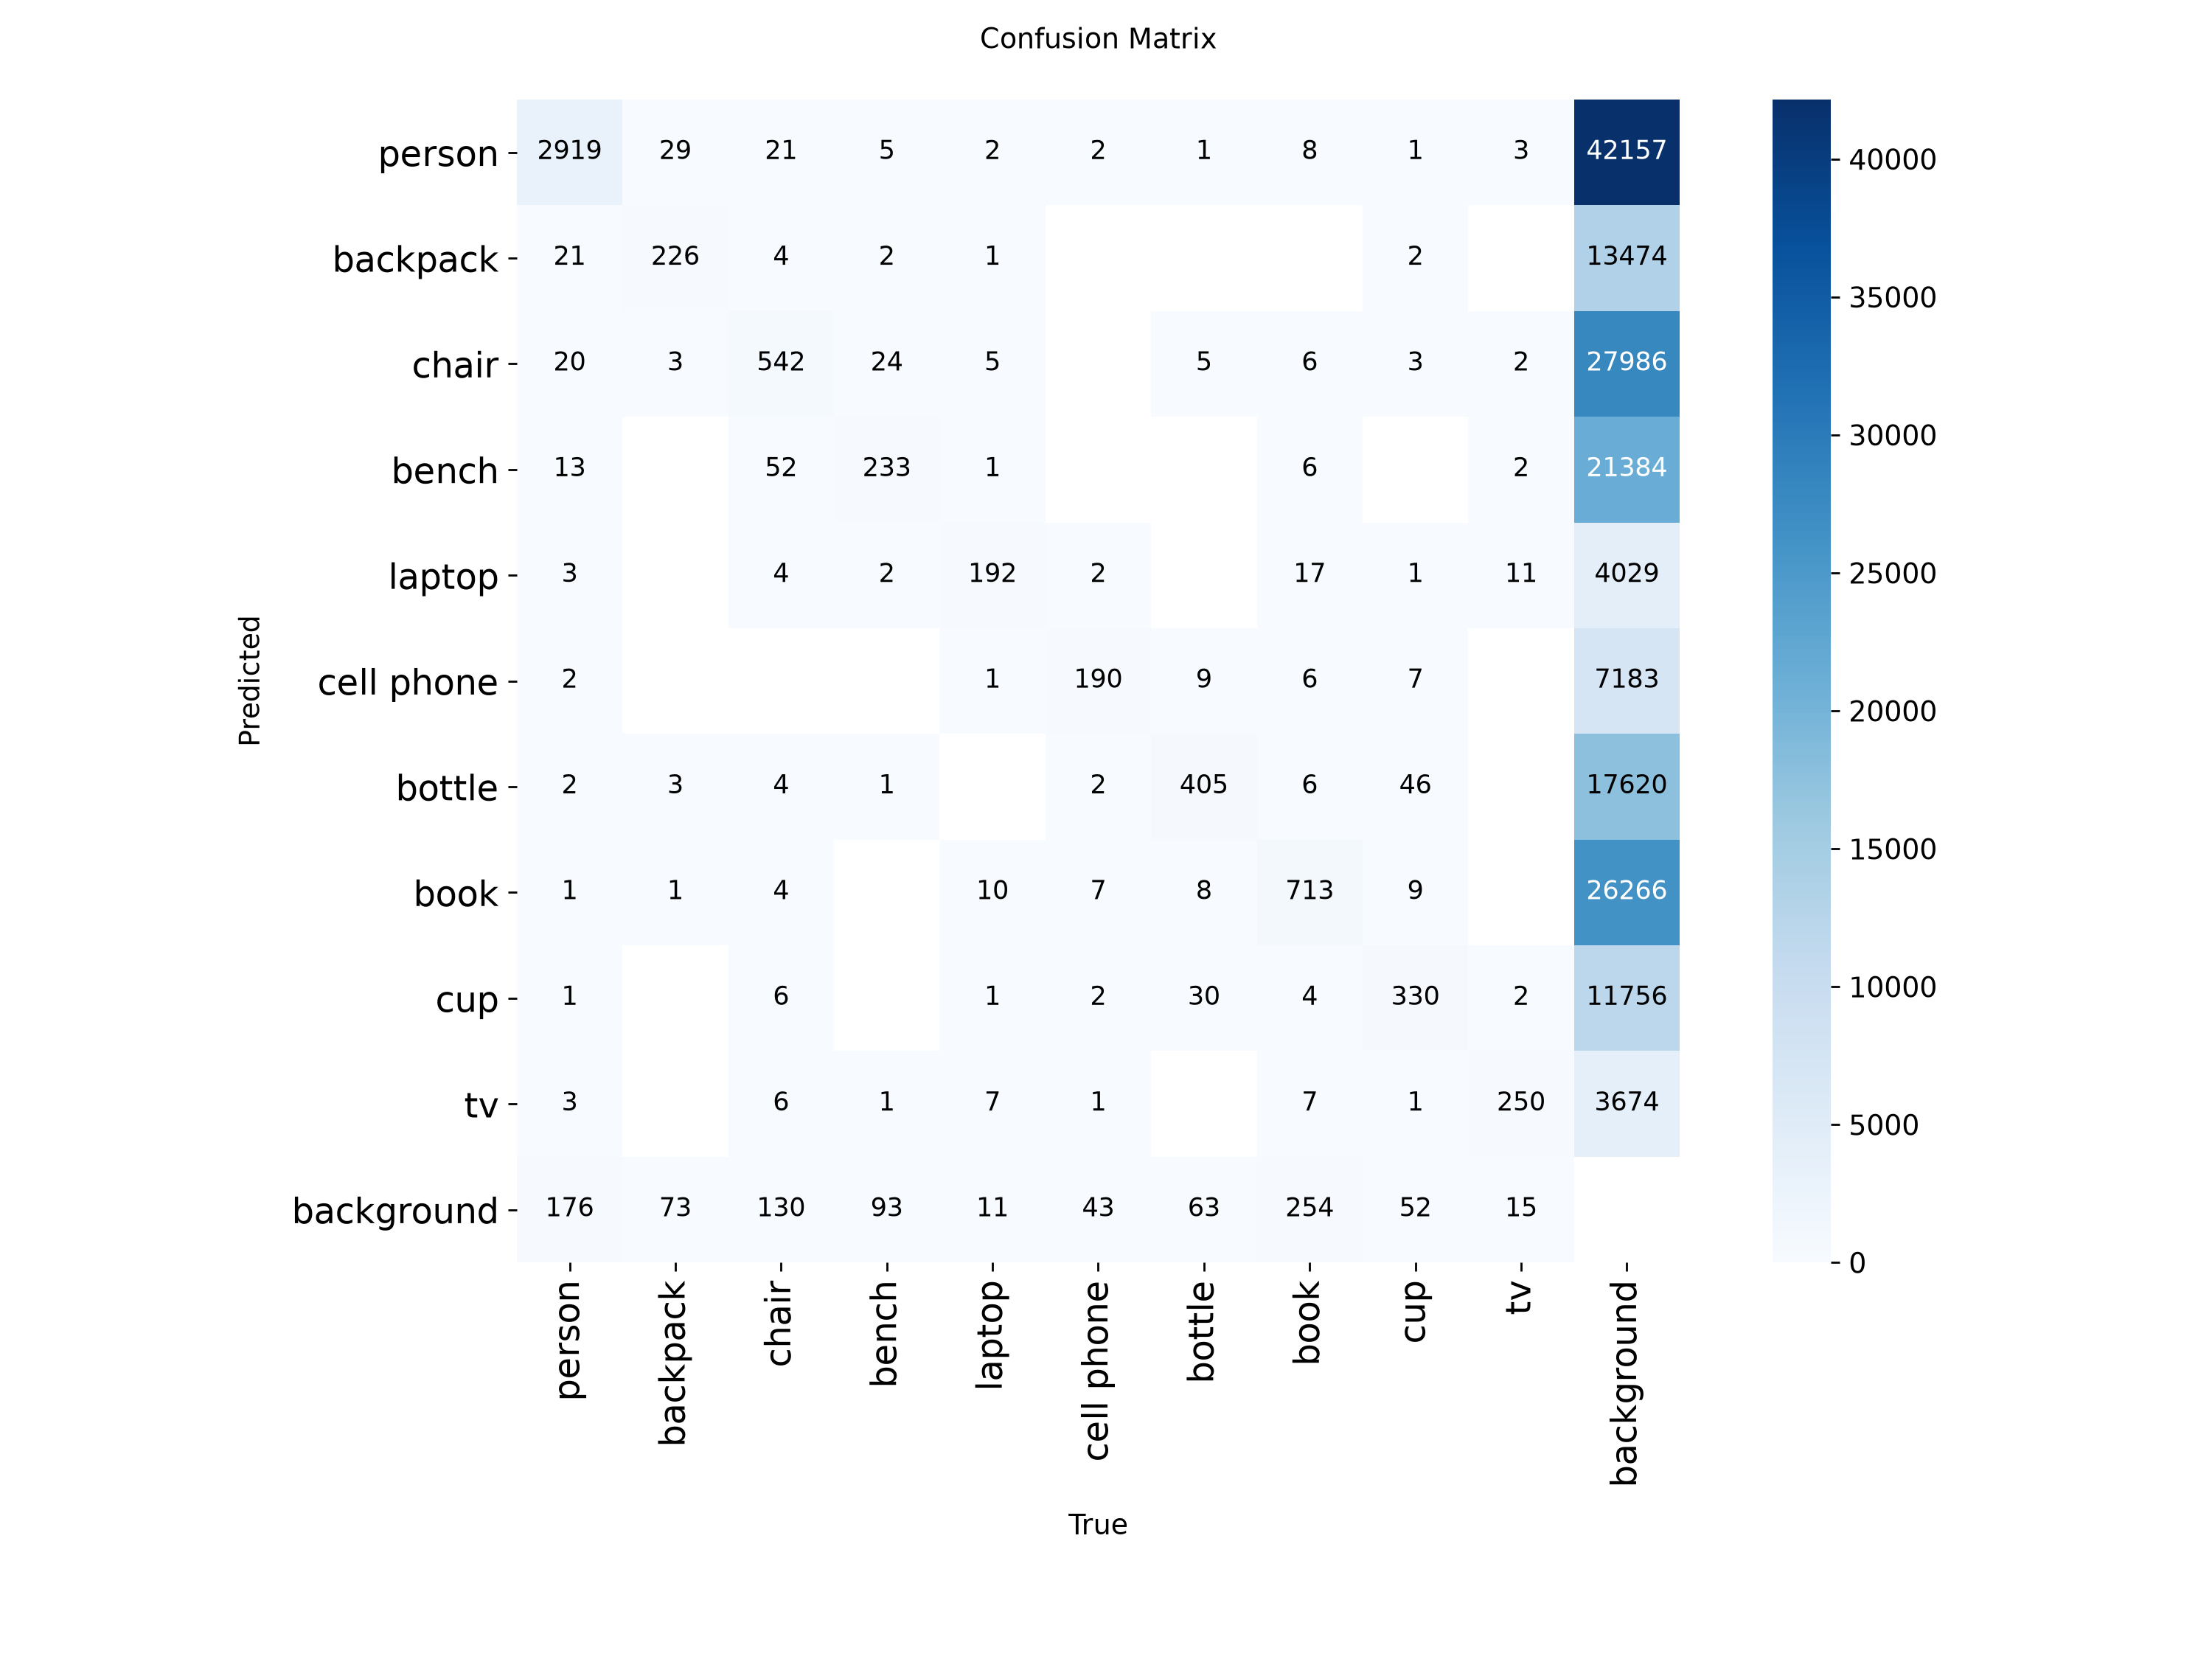 Confusion Matrix
person 2919 29 21 5 2 2 1 8 1 3 42157
backpack 21 226 4 2 1 2 13474
chair 20 3 542 24 5 5 6 3 2 27986
bench 13 52 233 1 6 2 21384
laptop 3 4 2 192 2 17 1 11 4029
cell phone 2 1 190 9 6 7 7183
bottle 2 3 4 1 2 405 6 46 17620
book 1 1 4 10 7 8 713 9 26266
cup 1 6 1 2 30 4 330 2 11756
tv 3 6 1 7 1 7 1 250 3674
background 176 73 130 93 11 43 63 254 52 15
person backpack chair bench laptop cell phone bottle book cup tv background
True
Predicted
40000
35000
30000
25000
20000
15000
10000
5000
0